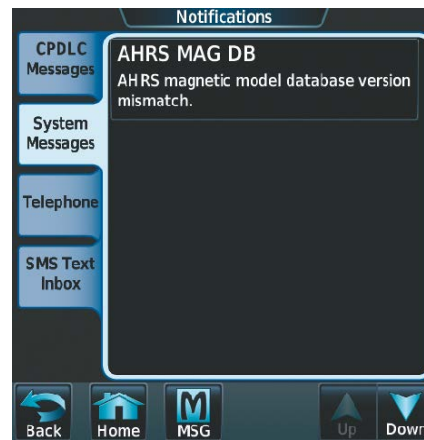 Notifications
CPDLC
Messages
AHRS MAG DB
AHRS magnetic model database version
mismatch.
System
Messages
Telephone
SMS Text
Inbox
Back
Home
MSG
Up
Down